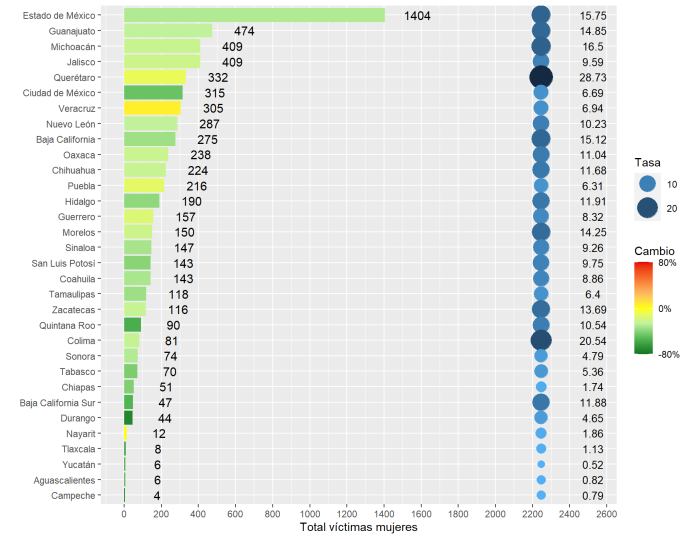 Estado de México 1404 15.75
Guanajuato 474 14.85
Michoacán 409 16.5
Jalisco 409 9.59
Querétaro 332 28.73
Ciudad de México 315 6.69
Veracruz 305 6.94
Nuevo León 287 10.23
Baja California 275 15.12
Oaxaca 238 11.04
Chihuahua 224 11.68
Puebla 216 6.31
Hidalgo 190 11.91
Guerrero 157 8.32
Morelos 150 14.25
Sinaloa 147 9.26
San Luis Potosí 143 9.75
Coahuila 143 8.86
Tamaulipas 118 6.4
Zacatecas 116 13.69
Quintana Roo 90 10.54
Colima 81 20.54
Sonora 74 4.79
Tabasco 70 5.36
Chiapas 51 1.74
Baja California Sur 47 11.88
Durango 44 4.65
Nayarit 12 1.86
Tlaxcala 8 1.13
Yucatán 6 0.52
Aguascalientes 6 0.82
Campeche 4 0.79
0 200 400 600 800 1000 1200 1400 1600 1800 2000 2200 2400 2600
Total víctimas mujeres
Tasa
10
20
Cambio
80%
0%
-80%